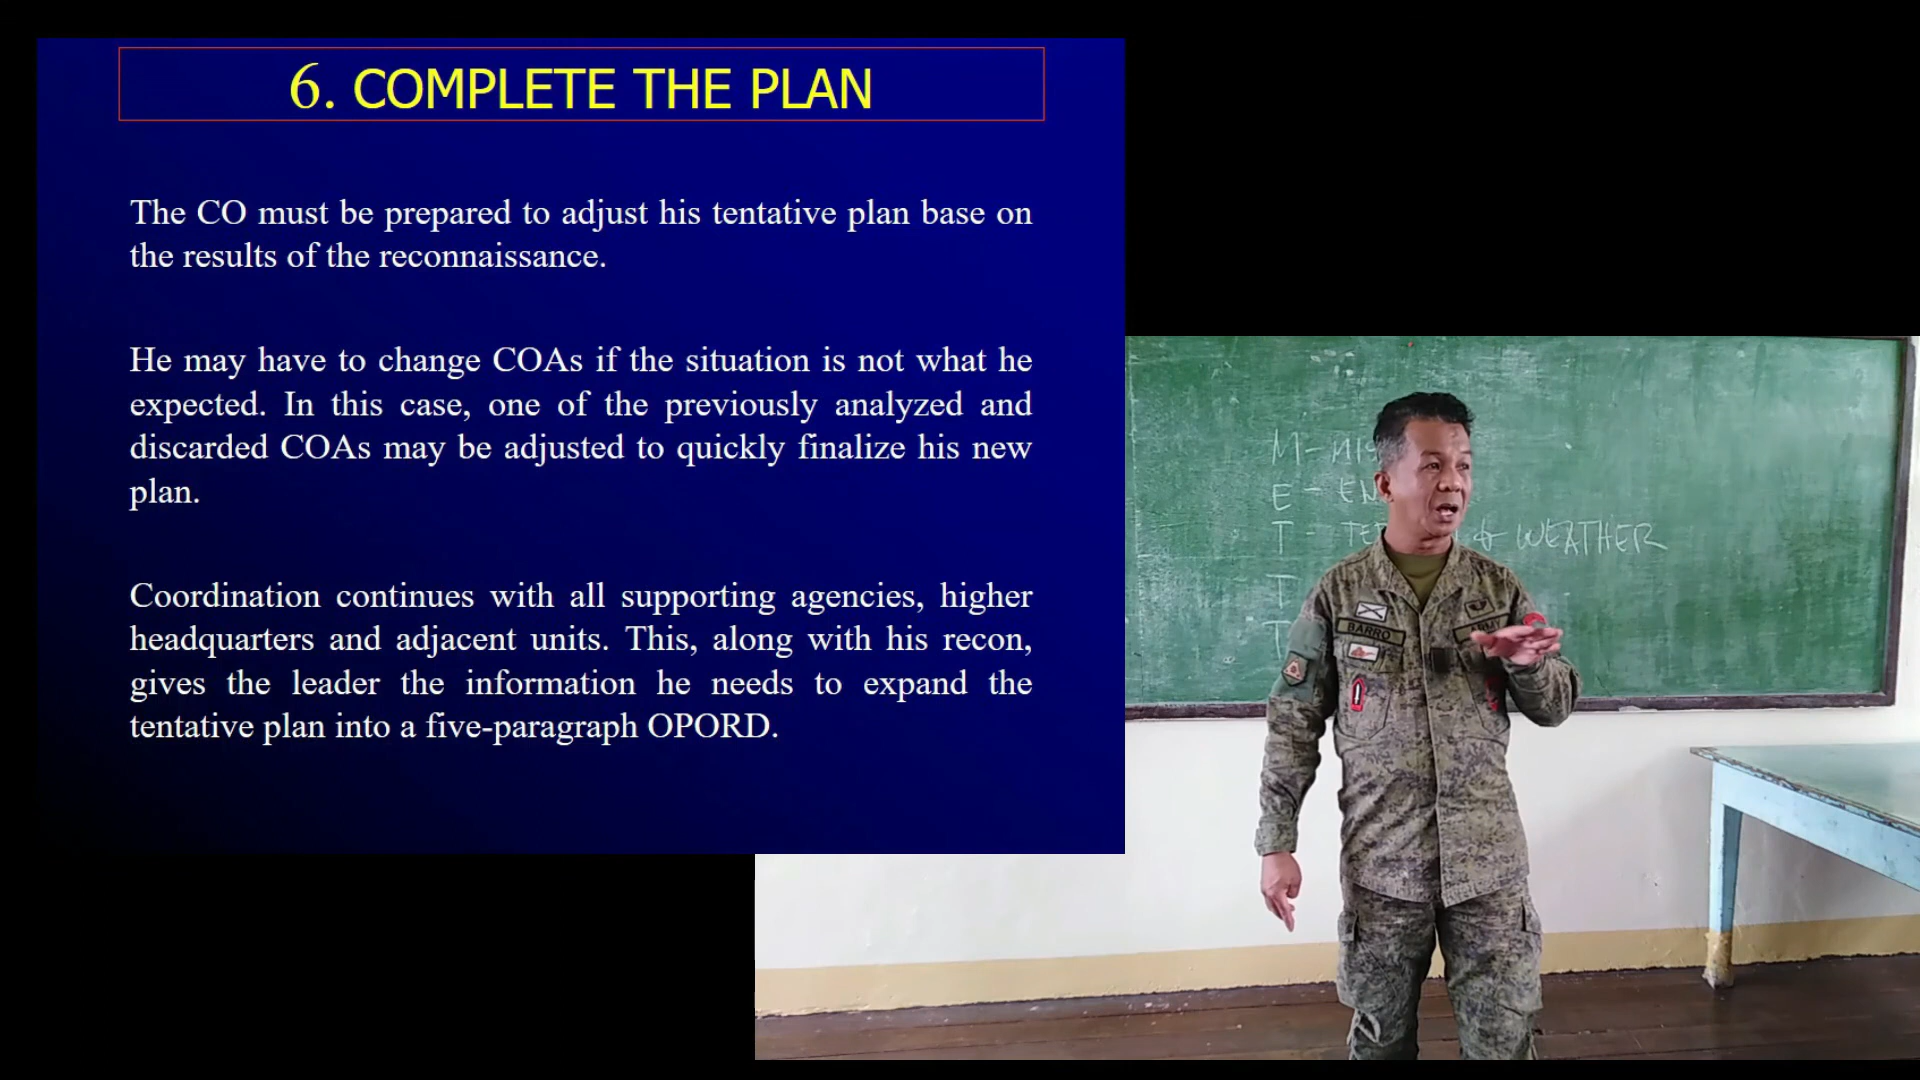 6. COMPLETE THE PLAN
The CO must be prepared to adjust his tentative plan base on
the results of the reconnaissance.
He may have to change COAs if the situation is not what he
expected. In this case, one of the previously analyzed and
discarded COAs may be adjusted to quickly finalize his new
plan.
Coordination continues with all supporting agencies, higher
headquarters and adjacent units. This, along with his recon,
gives the leader the information he needs to expand the
tentative plan into a five-paragraph OPORD.
M - MIS
E - EN
T - TE & WEATHER
T
T
BARRO
ARMY